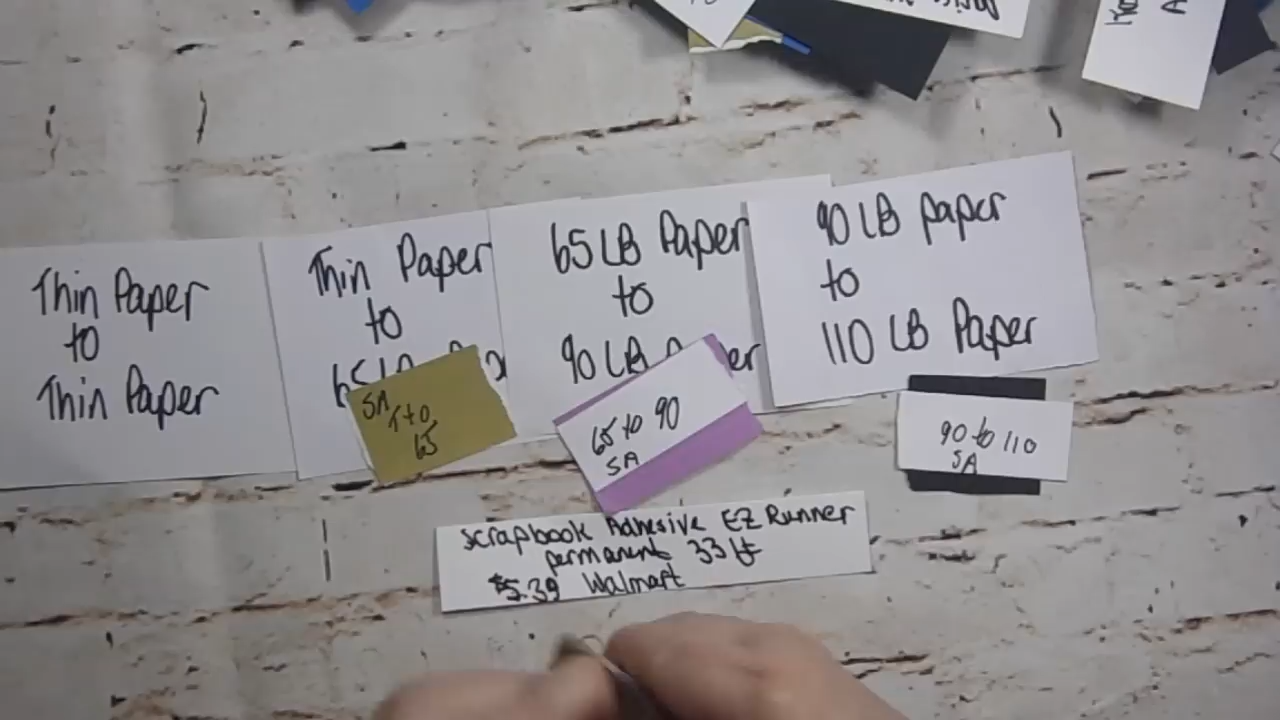 Thin Paper
to
Thin Paper
Thin Paper
to
65 LB
65 LB Paper
to
90 LB
90 LB paper
to
110 LB Paper
SA
T to
65
65 to 90
SA
90 to 110
SA
scrapbook Adhesive EZ Runner
permanent 33 ft
$5.39 Walmart